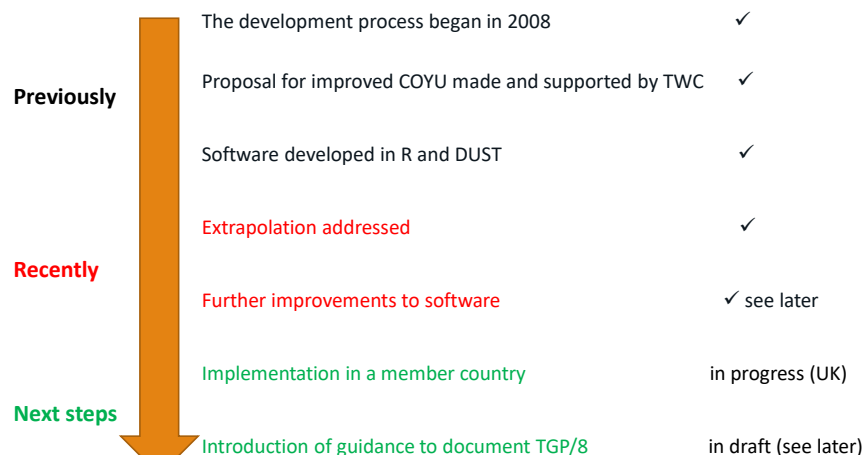 The development process began in 2008 ✓
Previously
Proposal for improved COYU made and supported by TWC ✓
Software developed in R and DUST ✓
Extrapolation addressed ✓
Recently
Further improvements to software ✓ see later
Implementation in a member country in progress (UK)
Next steps
Introduction of guidance to document TGP/8 in draft (see later)